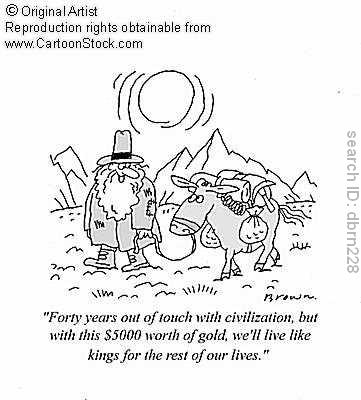 © Original Artist
Reproduction rights obtainable from
www.CartoonStock.com
search ID: dbrn228
Brown.
"Forty years out of touch with civilization, but
with this $5000 worth of gold, we'll live like
kings for the rest of our lives."